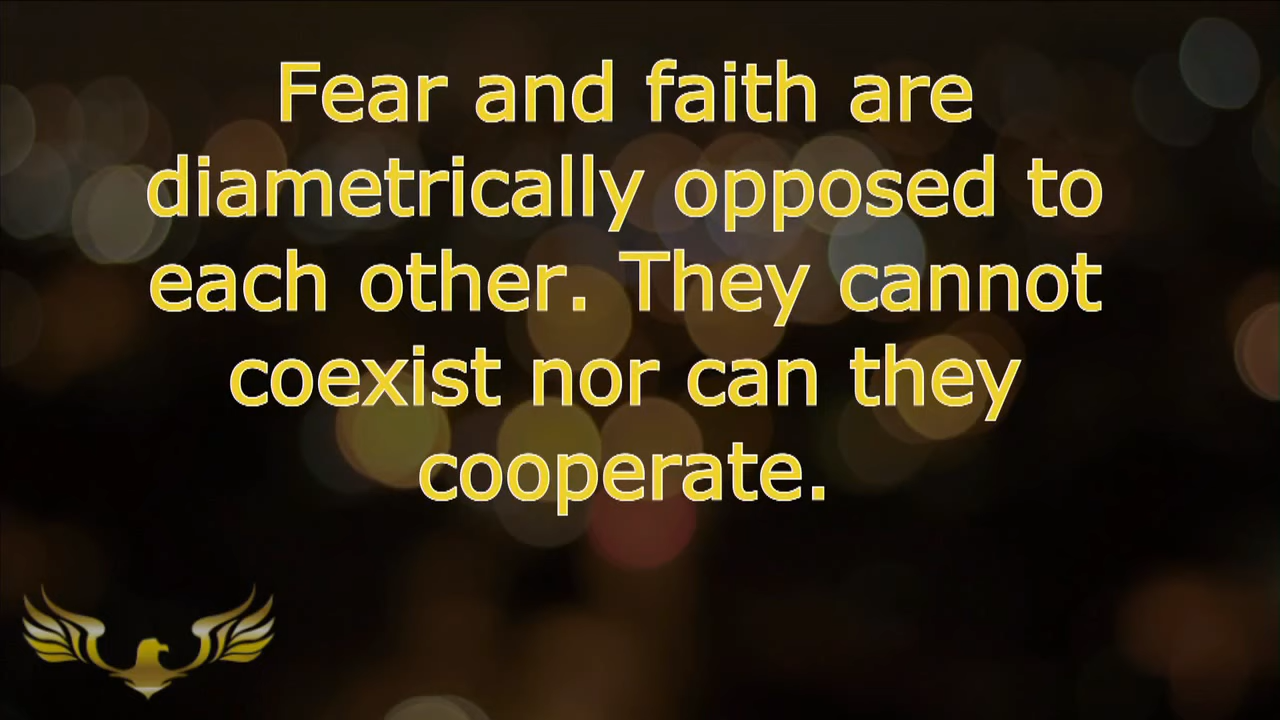 Fear and faith are
diametrically opposed to
each other. They cannot
coexist nor can they
cooperate.